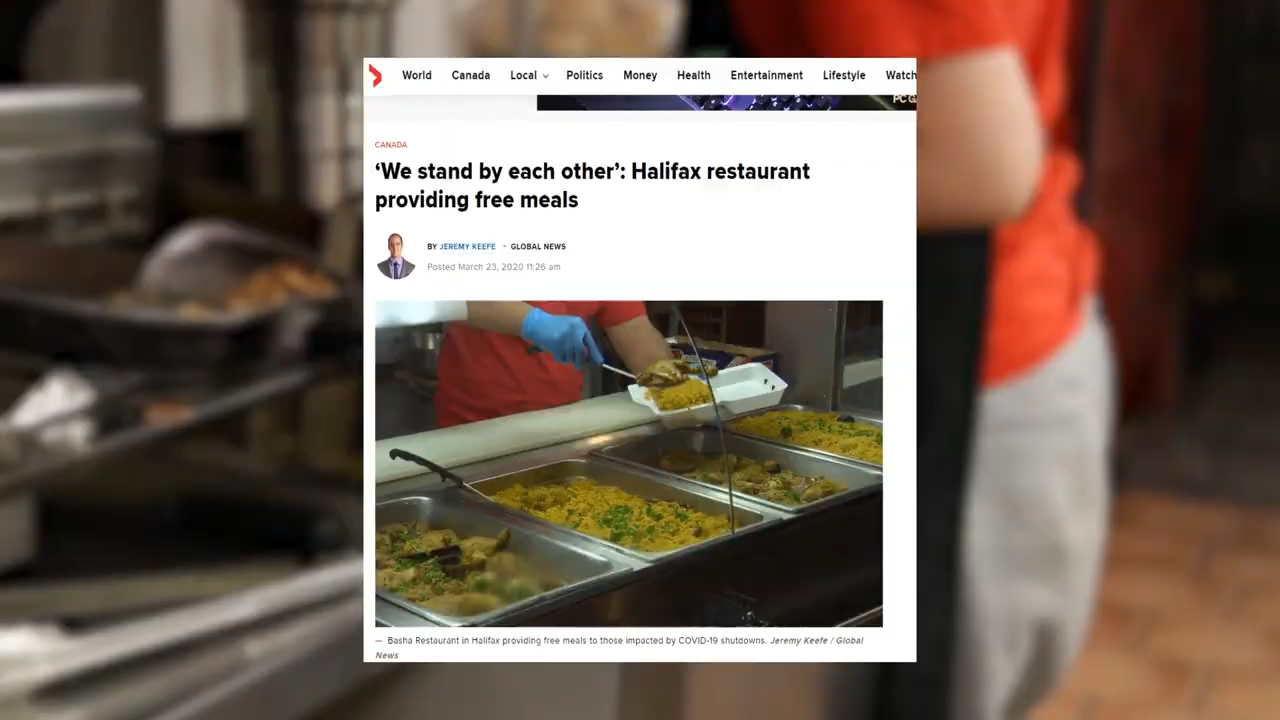 World Canada Local Politics Money Health Entertainment Lifestyle Watch
PC G
CANADA
‘We stand by each other’: Halifax restaurant
providing free meals
BY JEREMY KEEFE - GLOBAL NEWS
Posted March 23, 2020 11:26 am
— Basha Restaurant in Halifax providing free meals to those impacted by COVID-19 shutdowns. Jeremy Keefe / Global
News